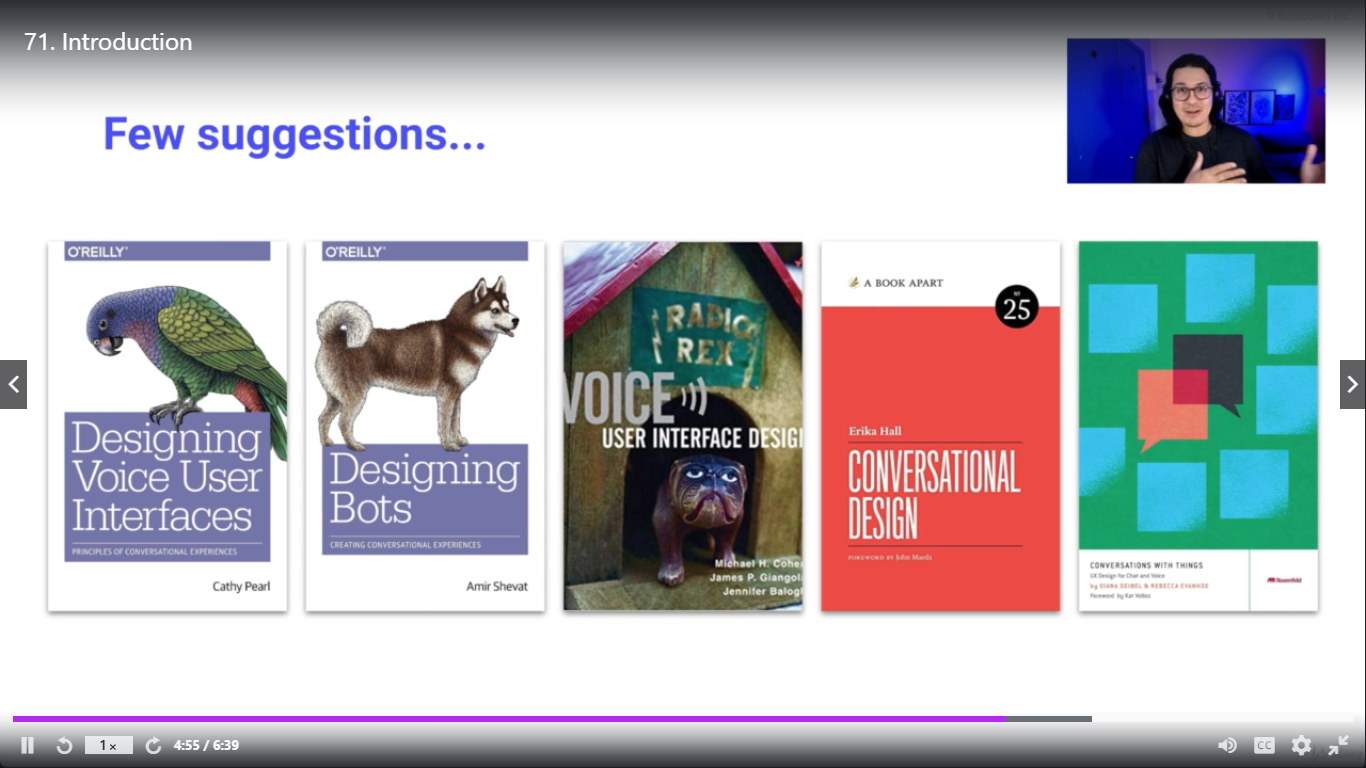 71. Introduction
Few suggestions...
O'REILLY®
Designing
Voice User
Interfaces
PRINCIPLES OF CONVERSATIONAL EXPERIENCES
Cathy Pearl
O'REILLY®
Designing
Bots
CREATING CONVERSATIONAL EXPERIENCES
Amir Shevat
RADIO
REX
VOICE
USER INTERFACE DESIG
Michael H. Cohe
James P. Giangol
Jennifer Balog
A BOOK APART
Nº
25
Erika Hall
CONVERSATIONAL
DESIGN
FOREWORD BY John Maeda
CONVERSATIONS WITH THINGS
UX Design for Chat and Voice
by DIANA DEIBEL & REBECCA EVANHOE
Foreword by Kat Vellos
Rosenfeld
1x
4:55 / 6:39
CC